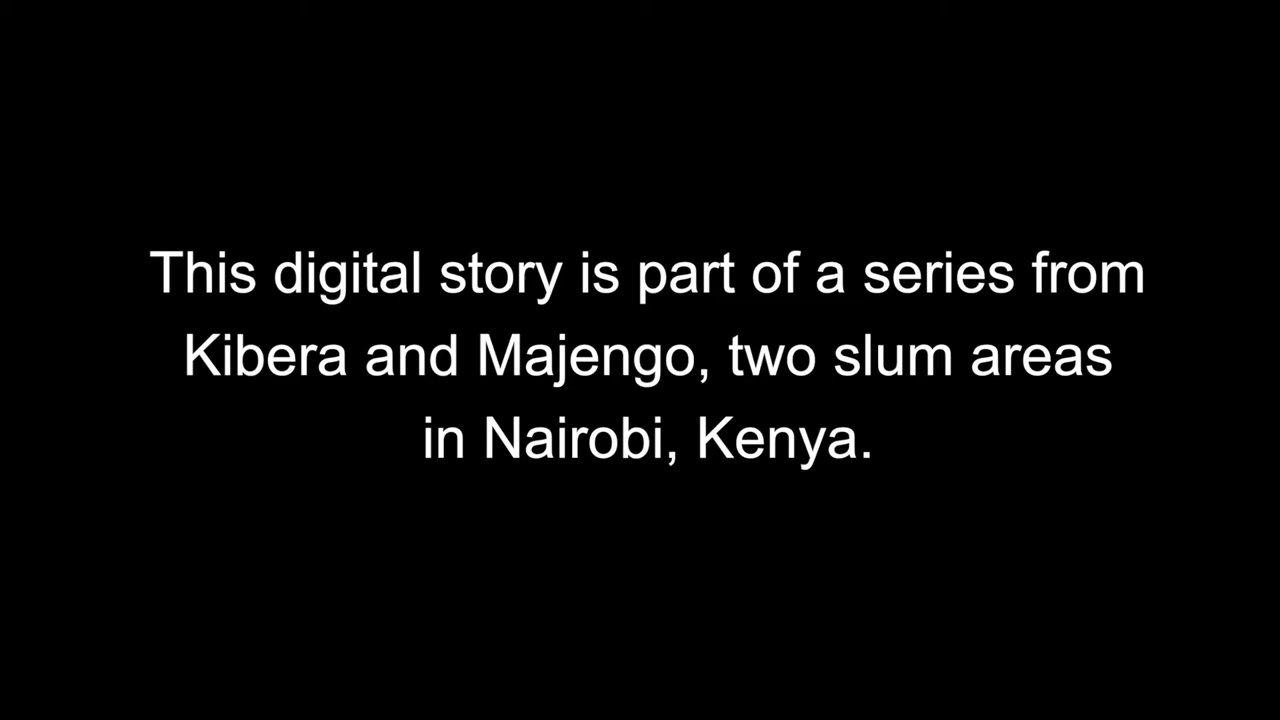 This digital story is part of a series from
Kibera and Majengo, two slum areas
in Nairobi, Kenya.